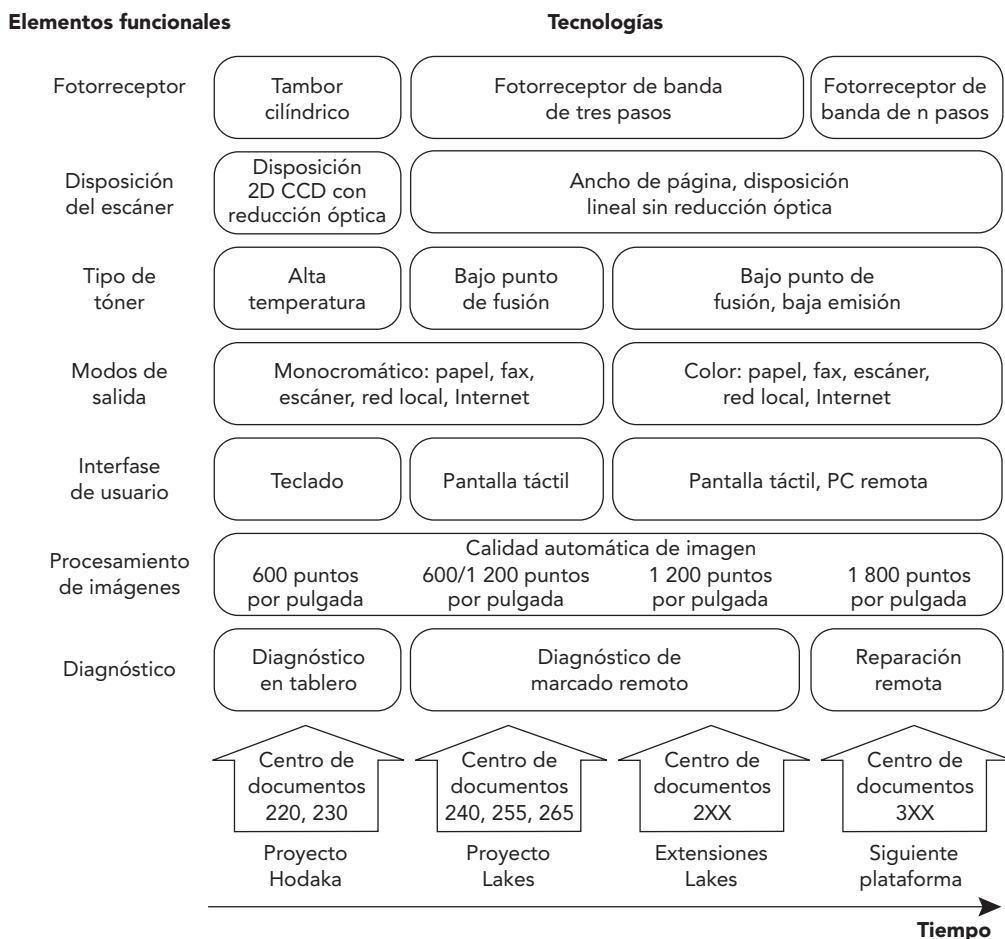 Elementos funcionales
Tecnologías
Fotorreceptor
Tambor
cilíndrico
Fotorreceptor de banda
de tres pasos
Fotorreceptor de
banda de n pasos
Disposición
del escáner
Disposición
2D CCD con
reducción óptica
Ancho de página, disposición
lineal sin reducción óptica
Tipo de
tóner
Alta
temperatura
Bajo punto
de fusión
Bajo punto de
fusión, baja emisión
Modos de
salida
Monocromático: papel, fax,
escáner, red local, Internet
Color: papel, fax, escáner,
red local, Internet
Interfase
de usuario
Teclado
Pantalla táctil
Pantalla táctil, PC remota
Procesamiento
de imágenes
Calidad automática de imagen
600 puntos
por pulgada
600/1 200 puntos
por pulgada
1 200 puntos
por pulgada
1 800 puntos
por pulgada
Diagnóstico
Diagnóstico
en tablero
Diagnóstico de
marcado remoto
Reparación
remota
Centro de
documentos
220, 230
Centro de
documentos
240, 255, 265
Centro de
documentos
2XX
Centro de
documentos
3XX
Proyecto
Hodaka
Proyecto
Lakes
Extensiones
Lakes
Siguiente
plataforma
Tiempo